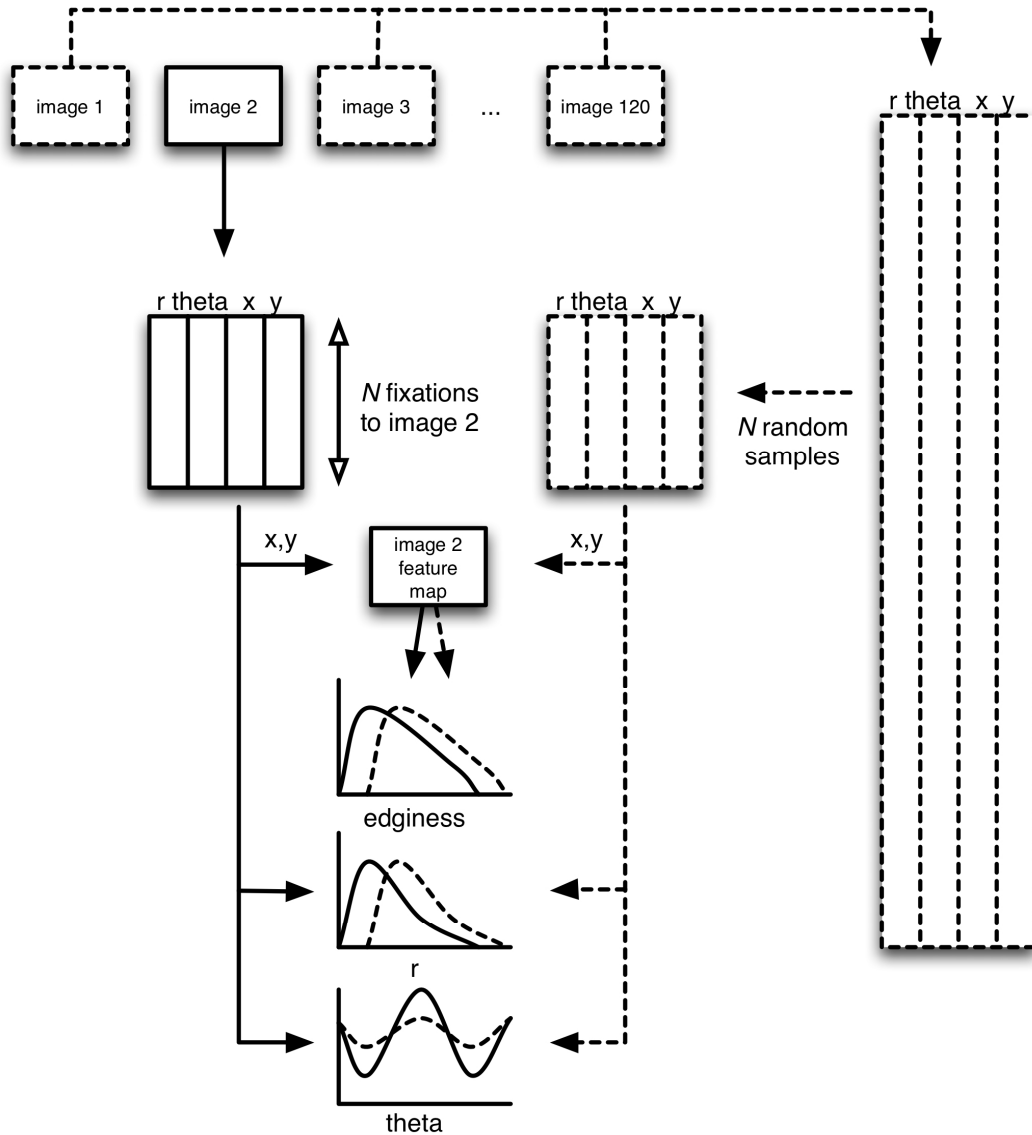 image 1
image 2
image 3
...
image 120
r theta x y
r theta x y
r theta x y
N fixations
to image 2
N random
samples
x,y
image 2
feature
map
x,y
edginess
r
theta